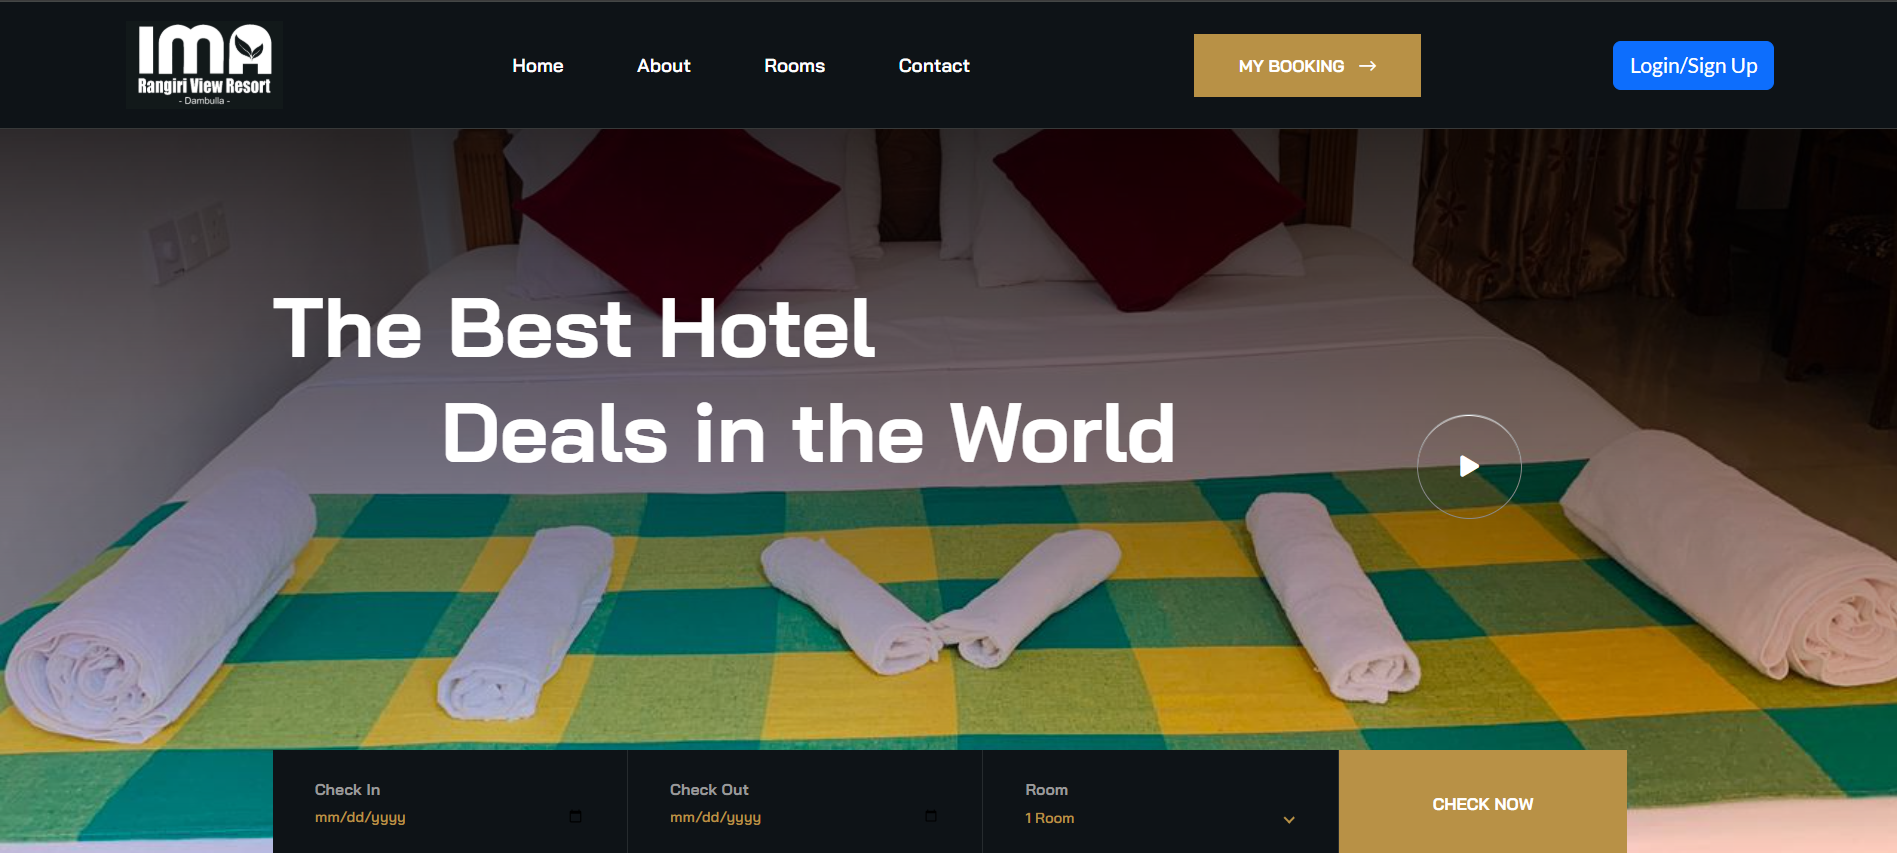 IMA
Rangiri View Resort
- Dambulla -
Home
About
Rooms
Contact
MY BOOKING
Login/Sign Up
The Best Hotel
Deals in the World
Check In
mm/dd/yyyy
Check Out
mm/dd/yyyy
Room
1 Room
CHECK NOW